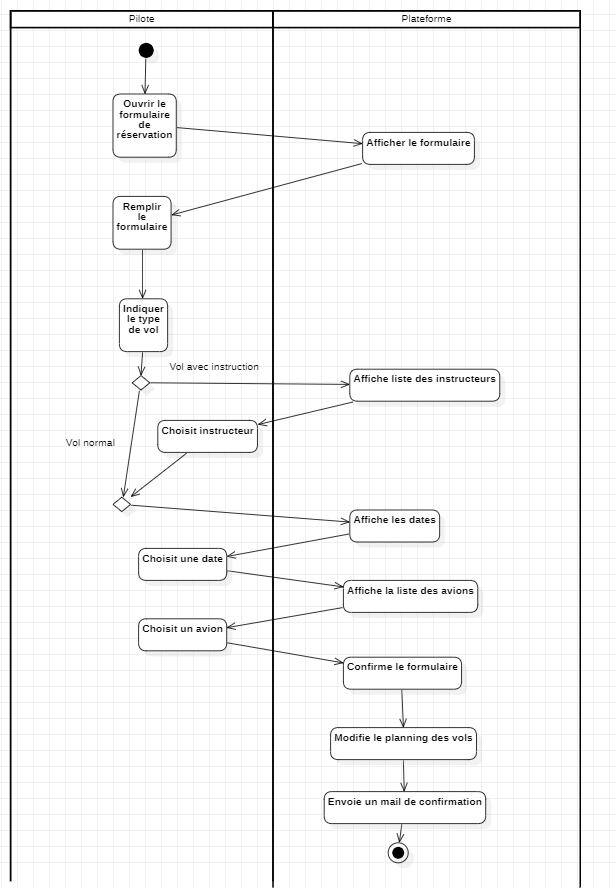 Pilote
Plateforme
Ouvrir le
formulaire
de
réservation
Afficher le formulaire
Remplir
le
formulaire
Indiquer
le type
de vol
Vol avec instruction
Affiche liste des instructeurs
Choisit instructeur
Vol normal
Affiche les dates
Choisit une date
Affiche la liste des avions
Choisit un avion
Confirme le formulaire
Modifie le planning des vols
Envoie un mail de confirmation